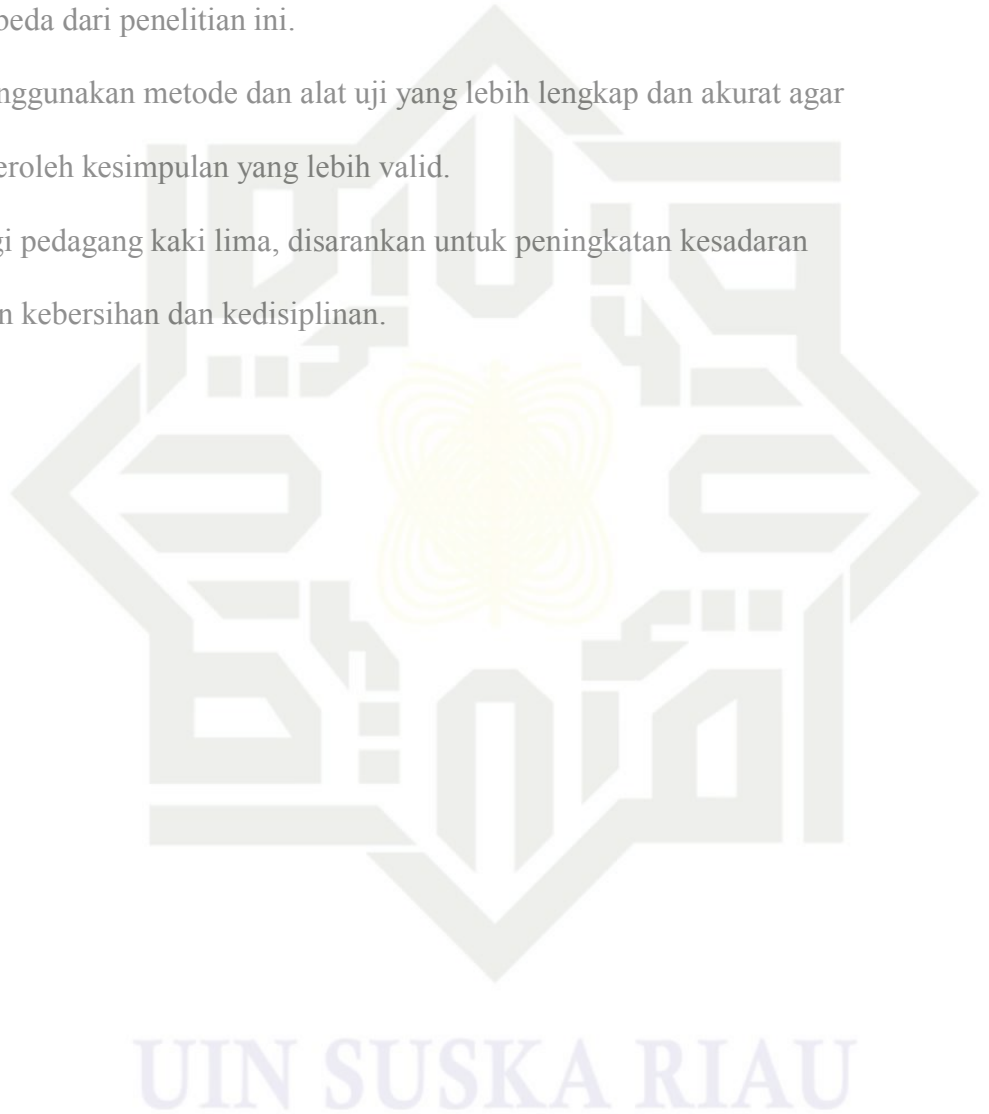 beda dari penelitian ini.
nggunakan metode dan alat uji yang lebih lengkap dan akurat agar
eroleh kesimpulan yang lebih valid.
gi pedagang kaki lima, disarankan untuk peningkatan kesadaran
n kebersihan dan kedisiplinan.
UIN SUSKA RIAU